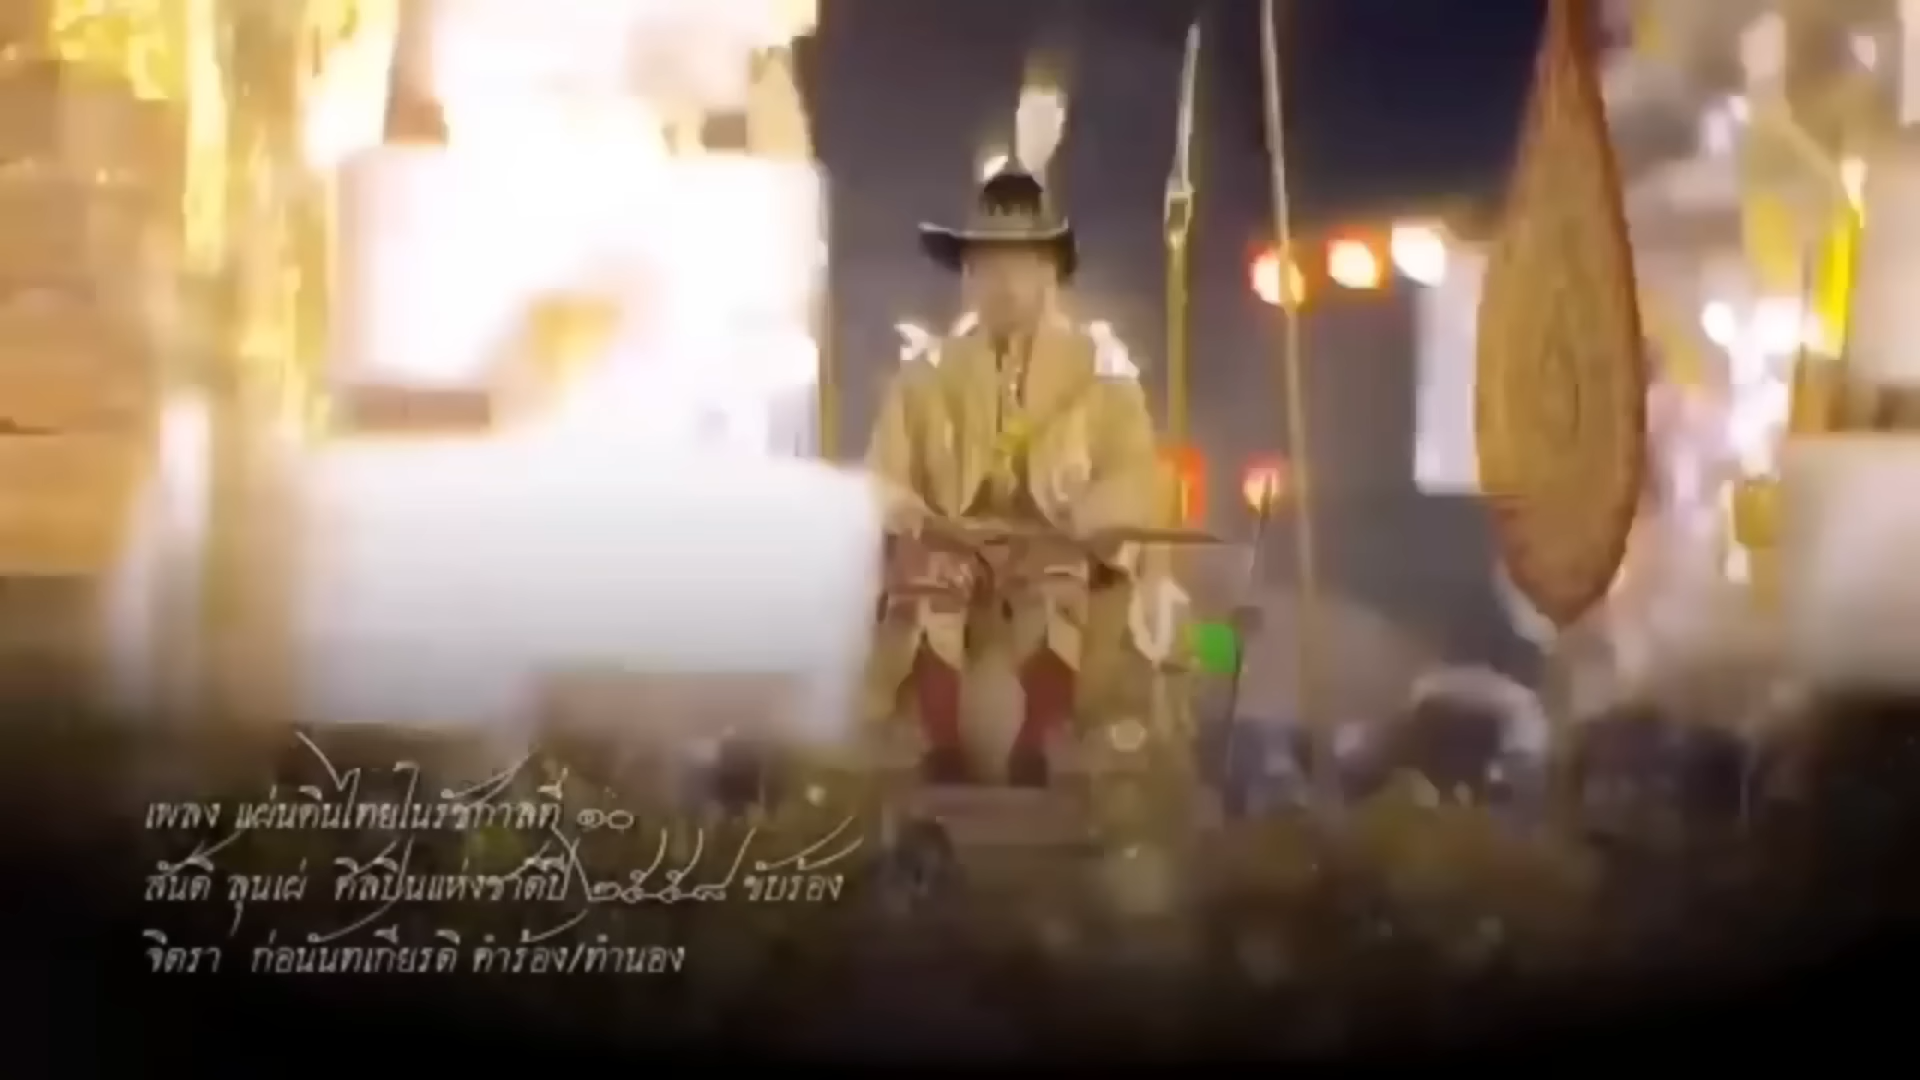 เพลง แผ่นดินไทยในรัชกาลที่ ๑๐
สันติ ลุนเผ่ ศิลปินแห่งชาติปี ๒๕๕๘ ขับร้อง
จิตรา ก่อนันทเกียรติ คำร้อง/ทำนอง